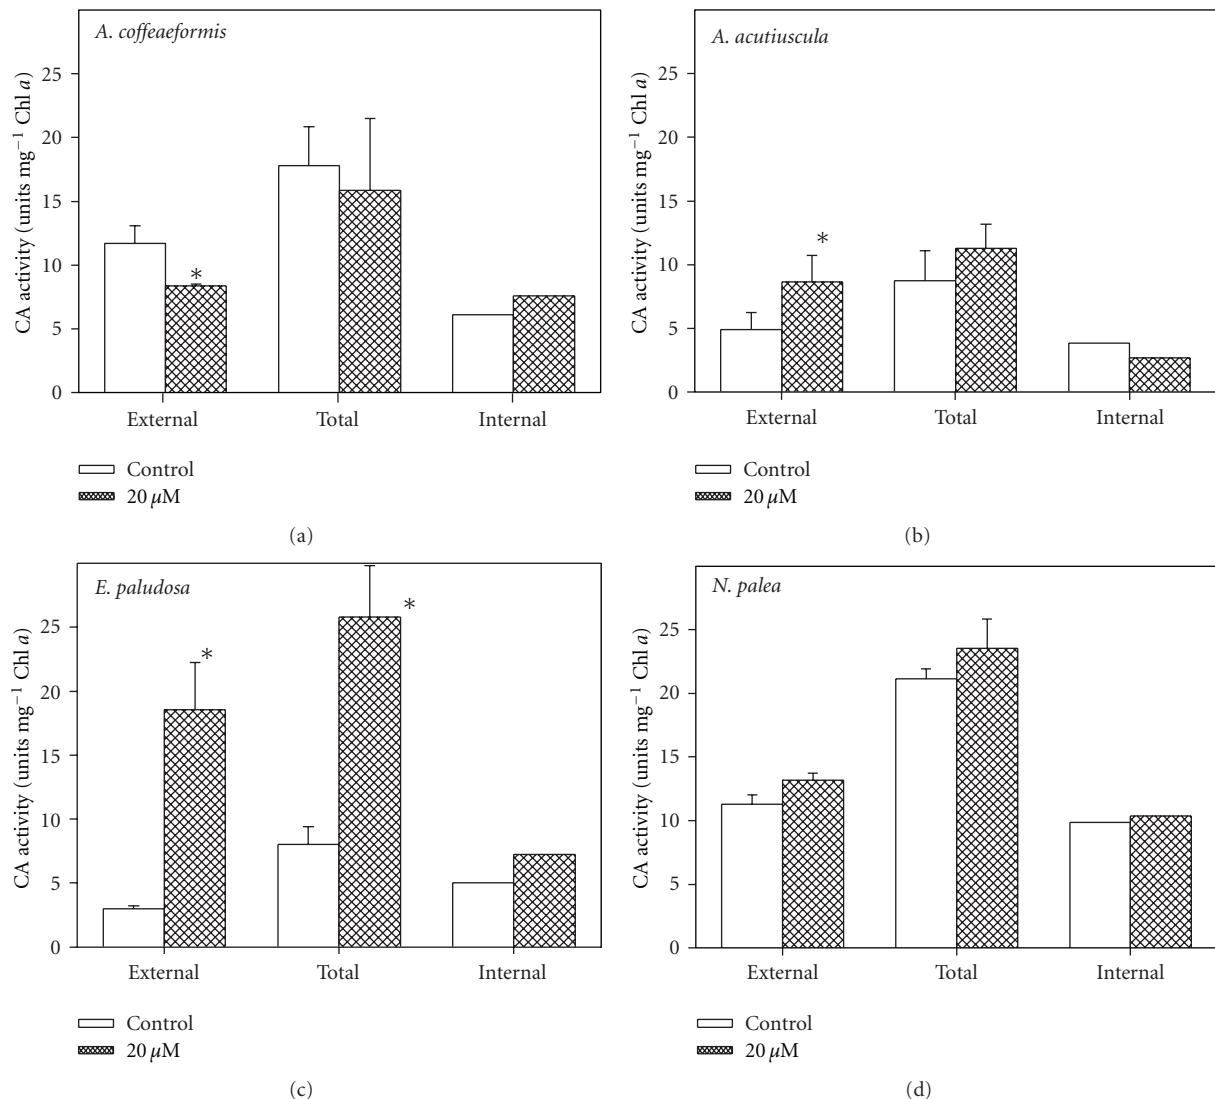 A. coffeaeformis
CA activity (units mg⁻¹ Chl a)
25
20
15
10
5
0
External Total Internal
Control
20 µM
(a)
A. acutiuscula
CA activity (units mg⁻¹ Chl a)
25
20
15
10
5
0
External Total Internal
Control
20 µM
(b)
E. paludosa
CA activity (units mg⁻¹ Chl a)
25
20
15
10
5
0
External Total Internal
Control
20 µM
(c)
N. palea
CA activity (units mg⁻¹ Chl a)
25
20
15
10
5
0
External Total Internal
Control
20 µM
(d)